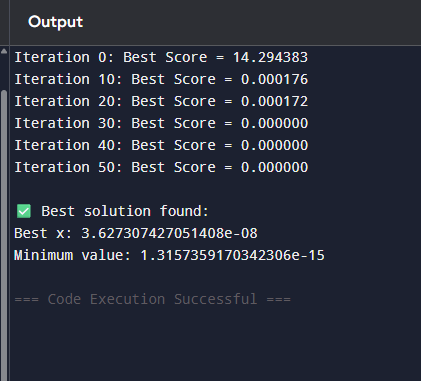 Output
Iteration 0: Best Score = 14.294383
Iteration 10: Best Score = 0.000176
Iteration 20: Best Score = 0.000172
Iteration 30: Best Score = 0.000000
Iteration 40: Best Score = 0.000000
Iteration 50: Best Score = 0.000000
✅ Best solution found:
Best x: 3.627307427051408e-08
Minimum value: 1.3157359170342306e-15
=== Code Execution Successful ===